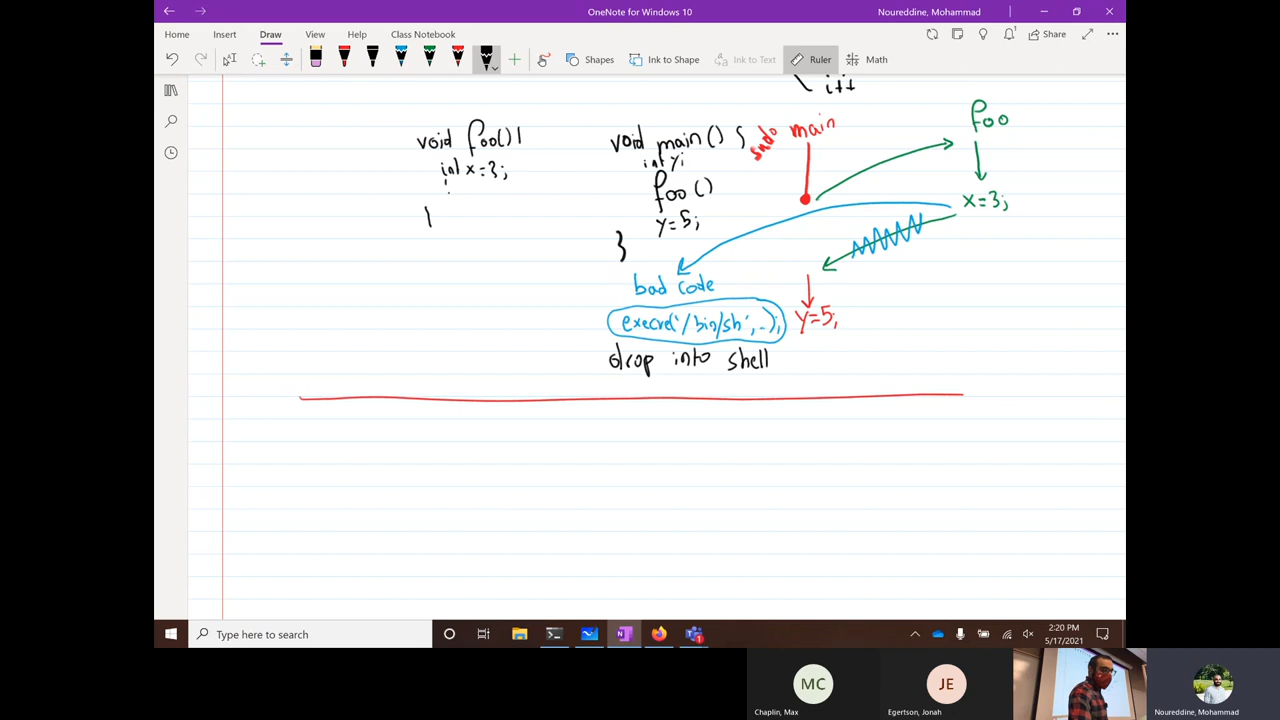 OneNote for Windows 10
Noureddine, Mohammad
Home Insert Draw View Help Class Notebook
Share
Shapes Ink to Shape Ink to Text Ruler Math
void foo() {
int x=3;
}
void main() {
int y;
foo()
y=5;
}
sudo main
foo
x=3;
y=5;
bad code
execve('/bin/sh', ..);
drop into shell
Type here to search
2:20 PM
5/17/2021
MC
Chaplin, Max
JE
Egertson, Jonah
Noureddine, Mohammad